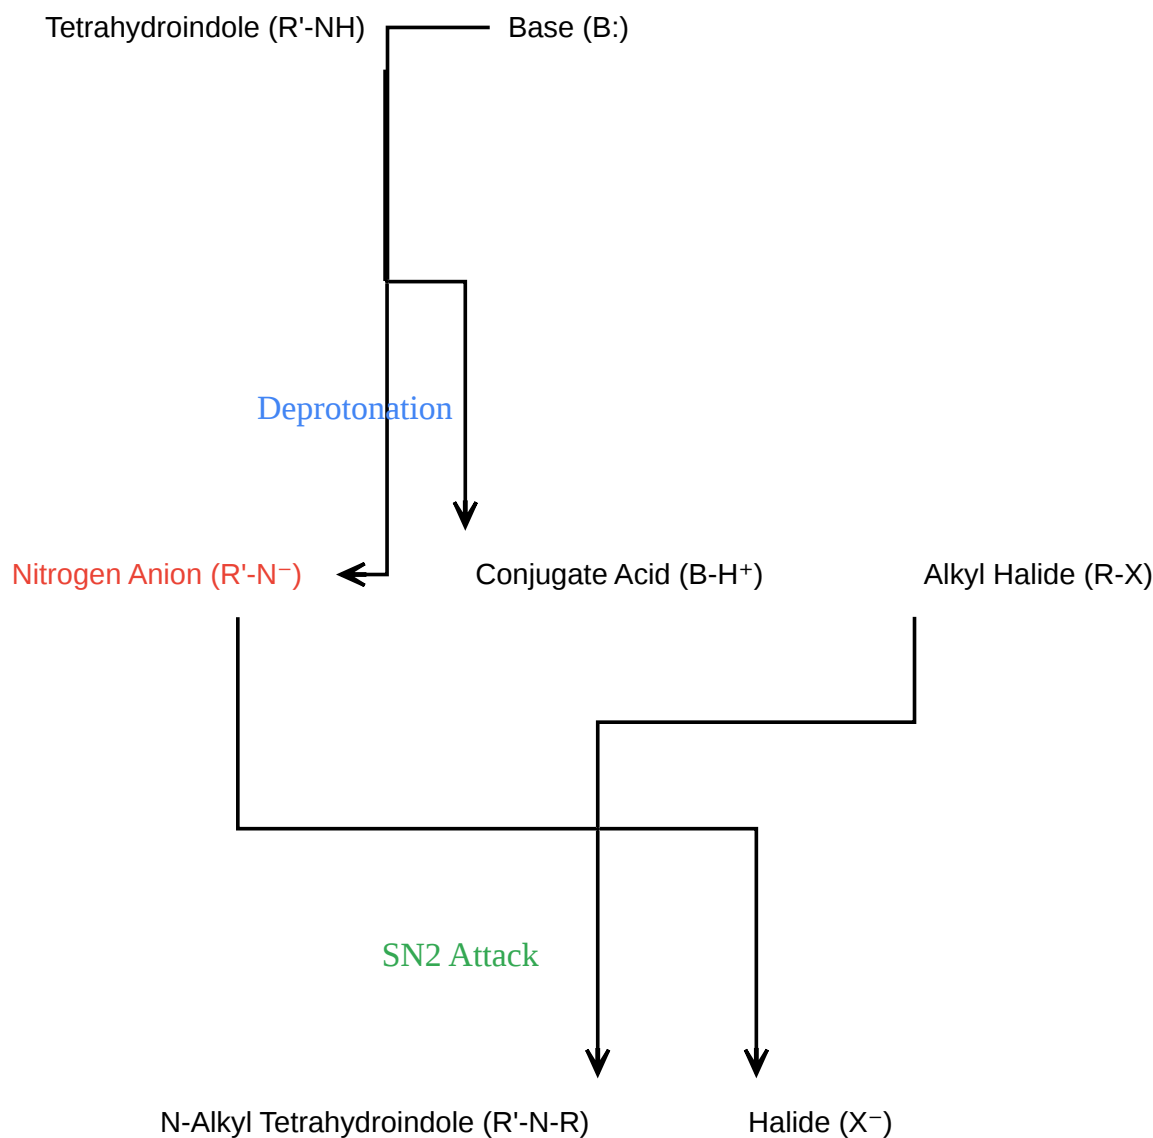 Tetrahydroindole (R'-NH)
Base (B:)
Deprotonation
Nitrogen Anion (R'-N⁻)
Conjugate Acid (B-H⁺)
Alkyl Halide (R-X)
SN2 Attack
N-Alkyl Tetrahydroindole (R'-N-R)
Halide (X⁻)